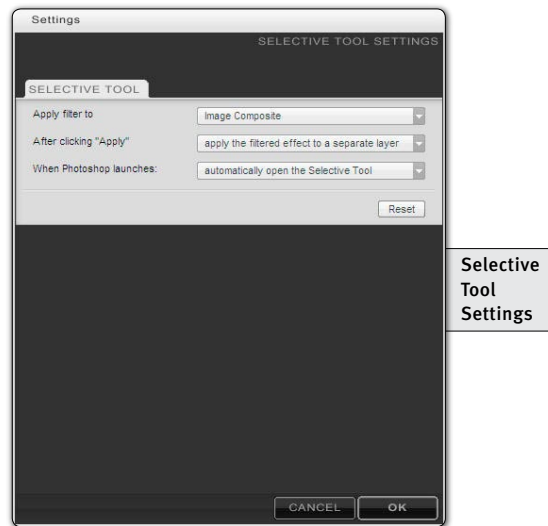 Settings
SELECTIVE TOOL SETTINGS
SELECTIVE TOOL
Apply filter to
Image Composite
After clicking "Apply"
apply the filtered effect to a separate layer
When Photoshop launches:
automatically open the Selective Tool
Reset
Selective
Tool
Settings
CANCEL
OK